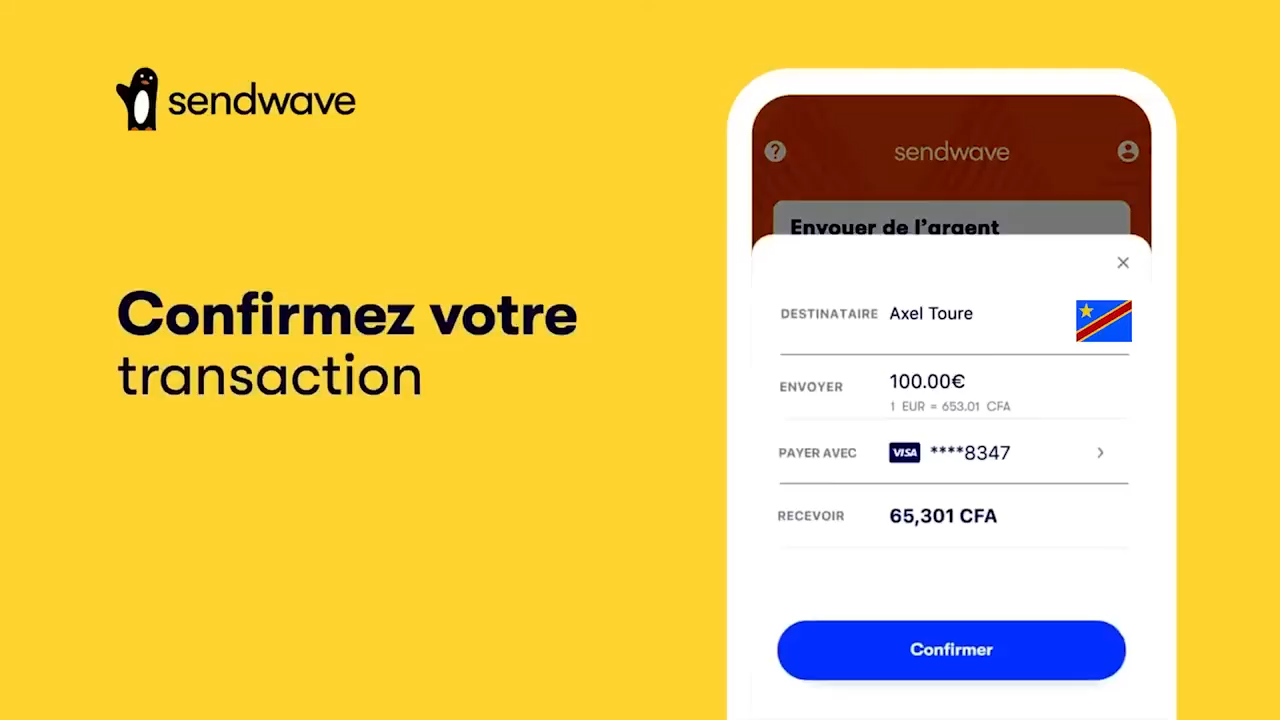 sendwave
Confirmez votre
transaction
?
sendwave
Envoyer de l'argent
DESTINATAIRE Axel Toure
ENVOYER 100.00€
1 EUR = 653.01 CFA
PAYER AVEC VISA ****8347
RECEVOIR 65,301 CFA
Confirmer